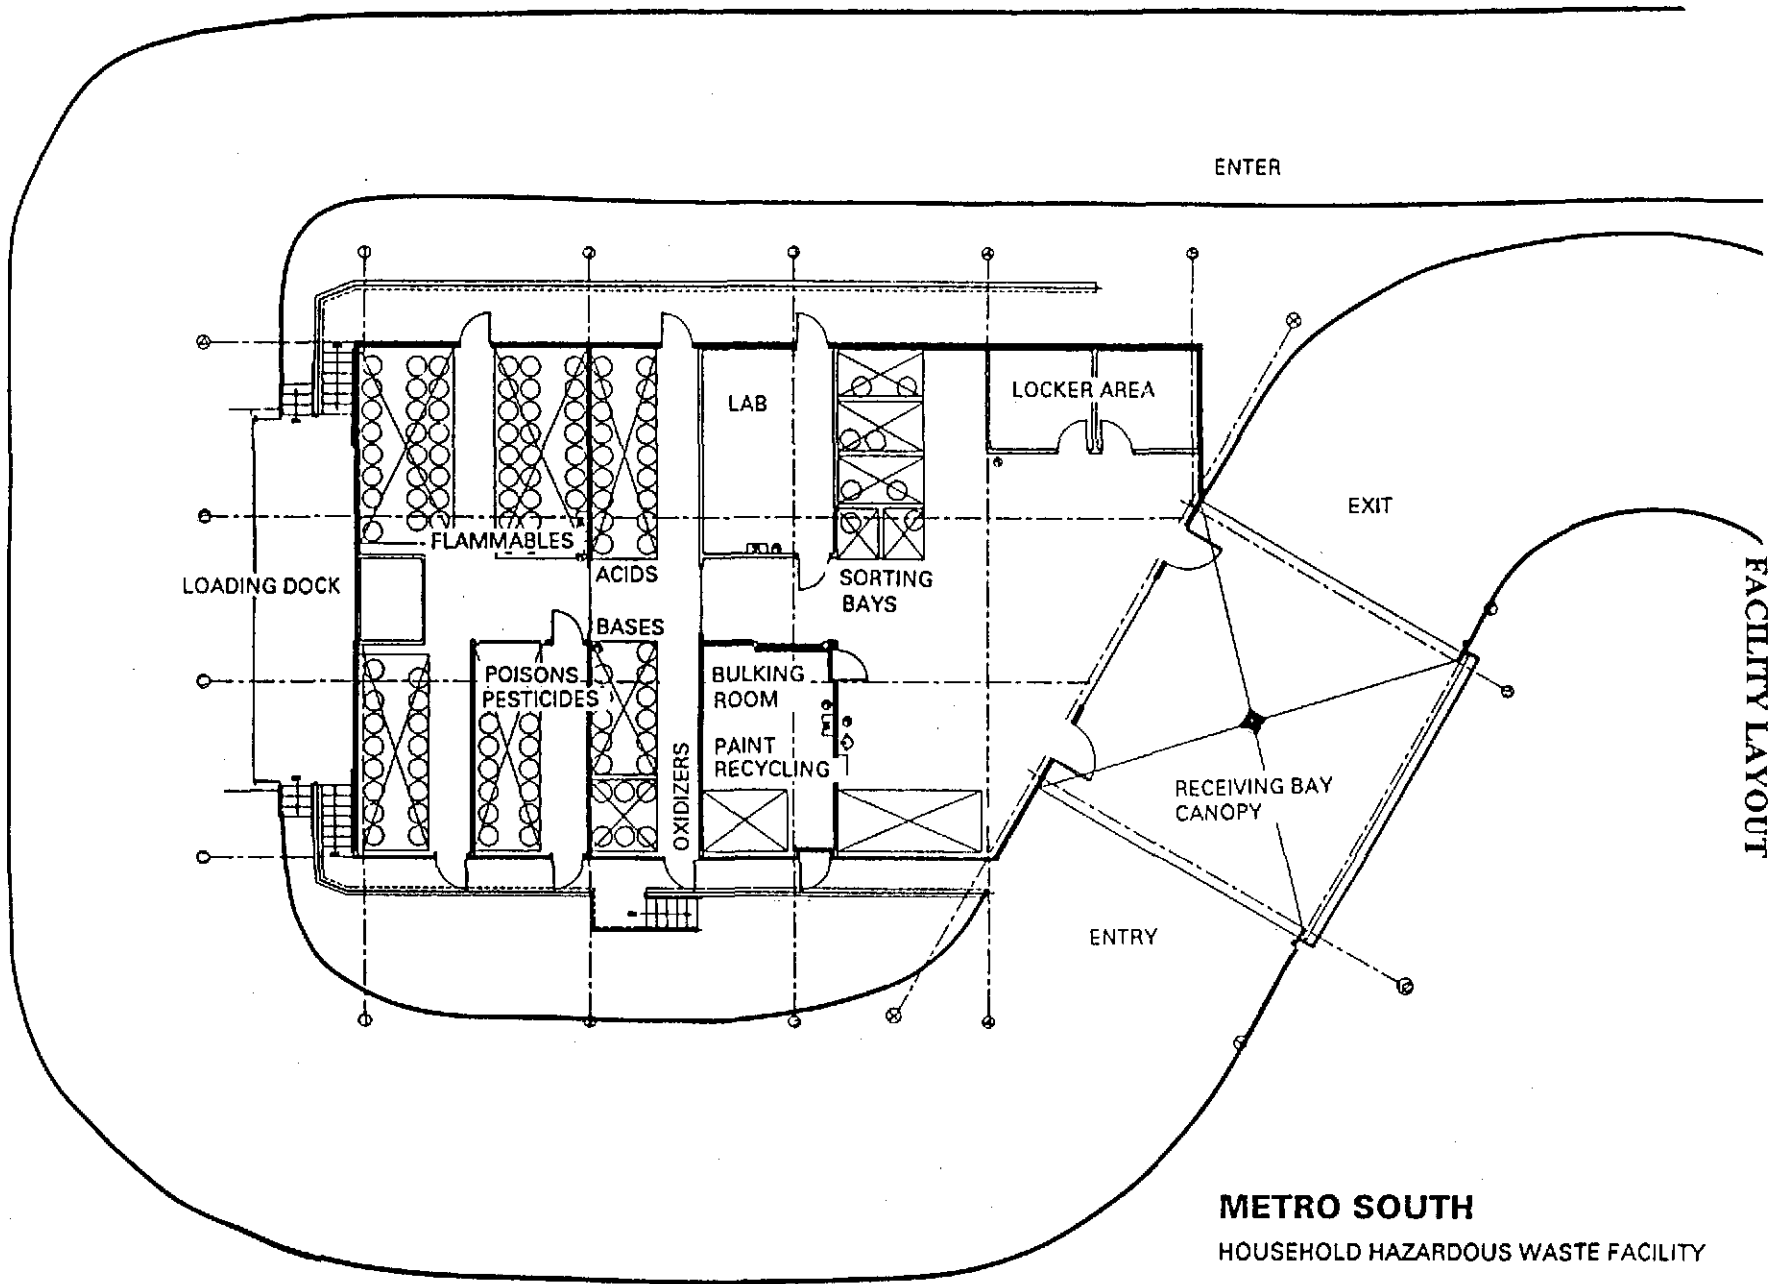 ENTER
LOCKER AREA
LAB
EXIT
FLAMMABLES
ACIDS
SORTING
BAYS
LOADING DOCK
BASES
POISONS
PESTICIDES
BULKING
ROOM
PAINT
RECYCLING
OXIDIZERS
RECEIVING BAY
CANOPY
ENTRY
FACILITY LAYOUT
METRO SOUTH
HOUSEHOLD HAZARDOUS WASTE FACILITY